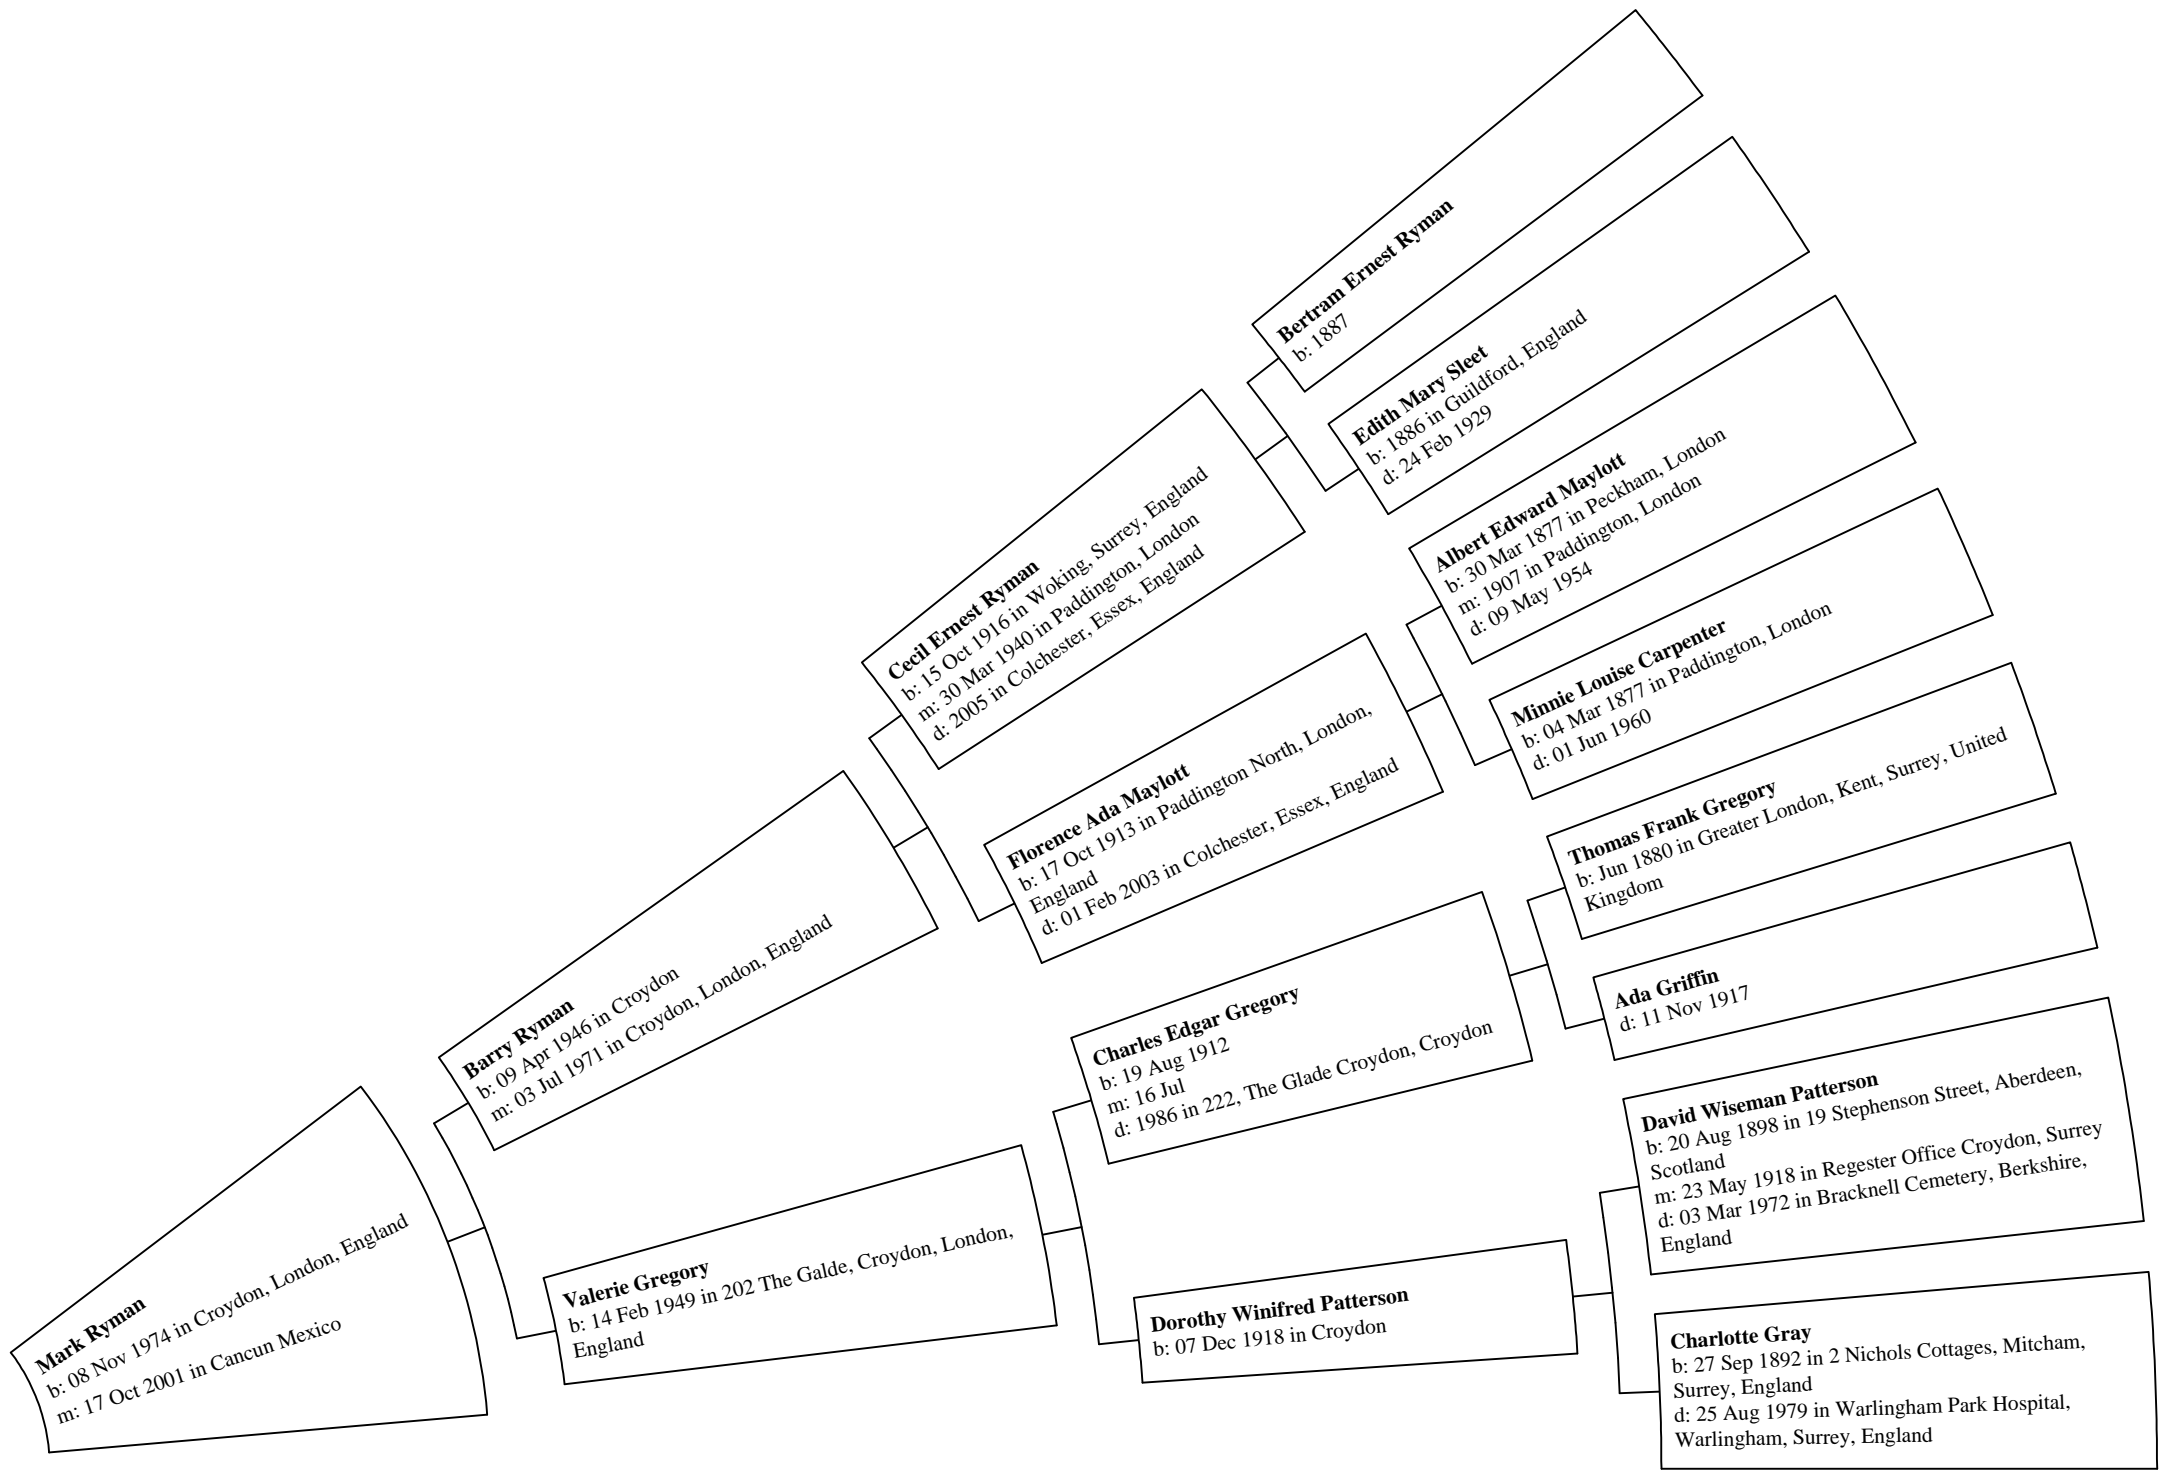 Bertram Ernest Ryman
b: 1887
Edith Mary Sleet
b: 1886 in Guildford, England
d: 24 Feb 1929
Cecil Ernest Ryman
b: 15 Oct 1916 in Woking, Surrey, England
m: 30 Mar 1940 in Paddington, London
d: 2005 in Colchester, Essex, England
Albert Edward Maylott
b: 30 Mar 1877 in Peckham, London
m: 1907 in Paddington, London
d: 09 May 1954
Minnie Louise Carpenter
b: 04 Mar 1877 in Paddington, London
d: 01 Jun 1960
Florence Ada Maylott
b: 17 Oct 1913 in Paddington North, London,
England
d: 01 Feb 2003 in Colchester, Essex, England
Barry Ryman
b: 09 Apr 1946 in Croydon
m: 03 Jul 1971 in Croydon, London, England
Thomas Frank Gregory
b: Jun 1880 in Greater London, Kent, Surrey, United
Kingdom
Ada Griffin
d: 11 Nov 1917
Charles Edgar Gregory
b: 19 Aug 1912
m: 16 Jul
d: 1986 in 222, The Glade Croydon, Croydon
David Wiseman Patterson
b: 20 Aug 1898 in 19 Stephenson Street, Aberdeen,
Scotland
m: 23 May 1918 in Regester Office Croydon, Surrey
d: 03 Mar 1972 in Bracknell Cemetery, Berkshire,
England
Mark Ryman
b: 08 Nov 1974 in Croydon, London, England
m: 17 Oct 2001 in Cancun Mexico
Valerie Gregory
b: 14 Feb 1949 in 202 The Galde, Croydon, London,
England
Dorothy Winifred Patterson
b: 07 Dec 1918 in Croydon
Charlotte Gray
b: 27 Sep 1892 in 2 Nichols Cottages, Mitcham,
Surrey, England
d: 25 Aug 1979 in Warlingham Park Hospital,
Warlingham, Surrey, England